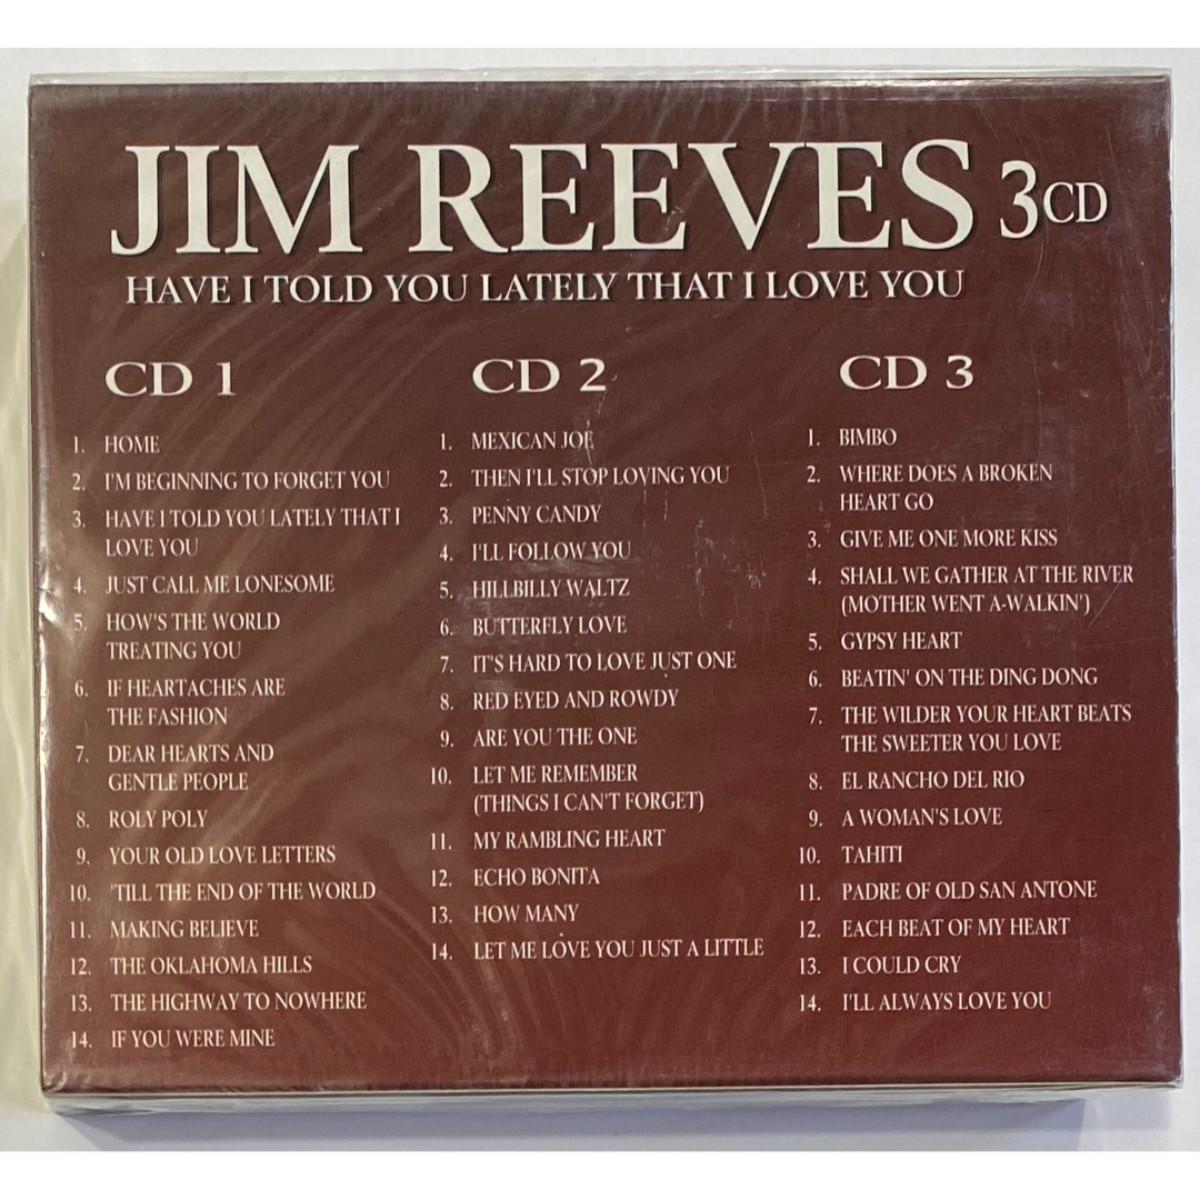 JIM REEVES 3CD
HAVE I TOLD YOU LATELY THAT I LOVE YOU
CD 1
1. HOME
2. I'M BEGINNING TO FORGET YOU
3. HAVE I TOLD YOU LATELY THAT I
LOVE YOU
4. JUST CALL ME LONESOME
5. HOW'S THE WORLD
TREATING YOU
6. IF HEARTACHES ARE
THE FASHION
7. DEAR HEARTS AND
GENTLE PEOPLE
8. ROLY POLY
9. YOUR OLD LOVE LETTERS
10. 'TILL THE END OF THE WORLD
11. MAKING BELIEVE
12. THE OKLAHOMA HILLS
13. THE HIGHWAY TO NOWHERE
14. IF YOU WERE MINE
CD 2
1. MEXICAN JOE
2. THEN I'LL STOP LOVING YOU
3. PENNY CANDY
4. I'LL FOLLOW YOU
5. HILLBILLY WALTZ
6. BUTTERFLY LOVE
7. IT'S HARD TO LOVE JUST ONE
8. RED EYED AND ROWDY
9. ARE YOU THE ONE
10. LET ME REMEMBER
(THINGS I CAN'T FORGET)
11. MY RAMBLING HEART
12. ECHO BONITA
13. HOW MANY
14. LET ME LOVE YOU JUST A LITTLE
CD 3
1. BIMBO
2. WHERE DOES A BROKEN
HEART GO
3. GIVE ME ONE MORE KISS
4. SHALL WE GATHER AT THE RIVER
(MOTHER WENT A-WALKIN')
5. GYPSY HEART
6. BEATIN' ON THE DING DONG
7. THE WILDER YOUR HEART BEATS
THE SWEETER YOU LOVE
8. EL RANCHO DEL RIO
9. A WOMAN'S LOVE
10. TAHITI
11. PADRE OF OLD SAN ANTONE
12. EACH BEAT OF MY HEART
13. I COULD CRY
14. I'LL ALWAYS LOVE YOU